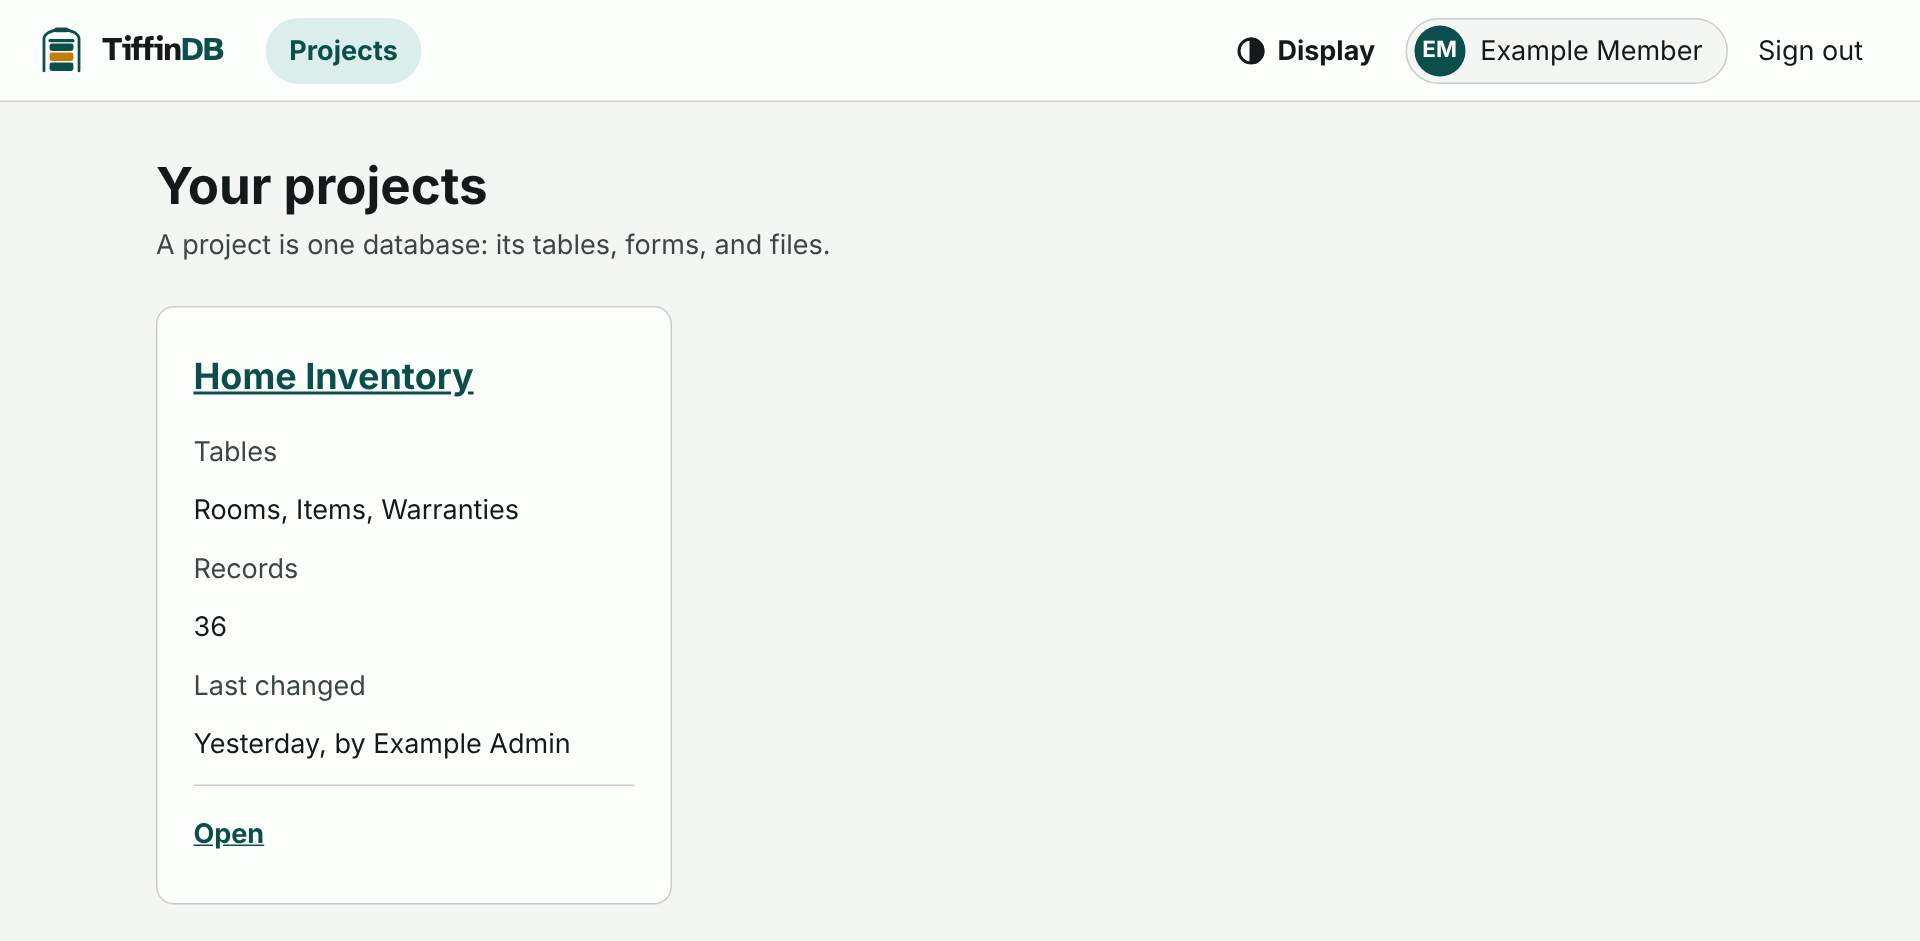 TiffinDB
Projects
Display
EM
Example Member
Sign out
Your projects
A project is one database: its tables, forms, and files.
Home Inventory
Tables
Rooms, Items, Warranties
Records
36
Last changed
Yesterday, by Example Admin
Open